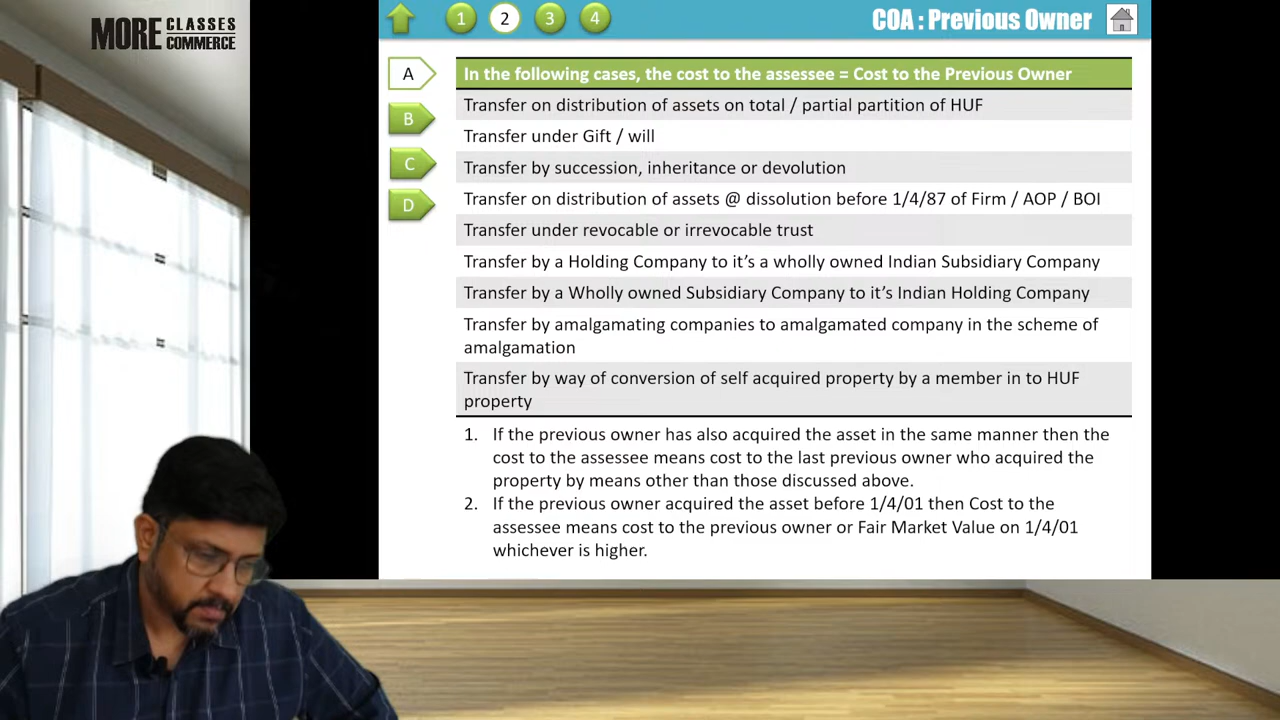 MORE CLASSES COMMERCE
1 2 3 4
COA : Previous Owner
A
B
C
D
In the following cases, the cost to the assessee = Cost to the Previous Owner
Transfer on distribution of assets on total / partial partition of HUF
Transfer under Gift / will
Transfer by succession, inheritance or devolution
Transfer on distribution of assets @ dissolution before 1/4/87 of Firm / AOP / BOI
Transfer under revocable or irrevocable trust
Transfer by a Holding Company to it’s a wholly owned Indian Subsidiary Company
Transfer by a Wholly owned Subsidiary Company to it’s Indian Holding Company
Transfer by amalgamating companies to amalgamated company in the scheme of
amalgamation
Transfer by way of conversion of self acquired property by a member in to HUF
property
1. If the previous owner has also acquired the asset in the same manner then the
cost to the assessee means cost to the last previous owner who acquired the
property by means other than those discussed above.
2. If the previous owner acquired the asset before 1/4/01 then Cost to the
assessee means cost to the previous owner or Fair Market Value on 1/4/01
whichever is higher.